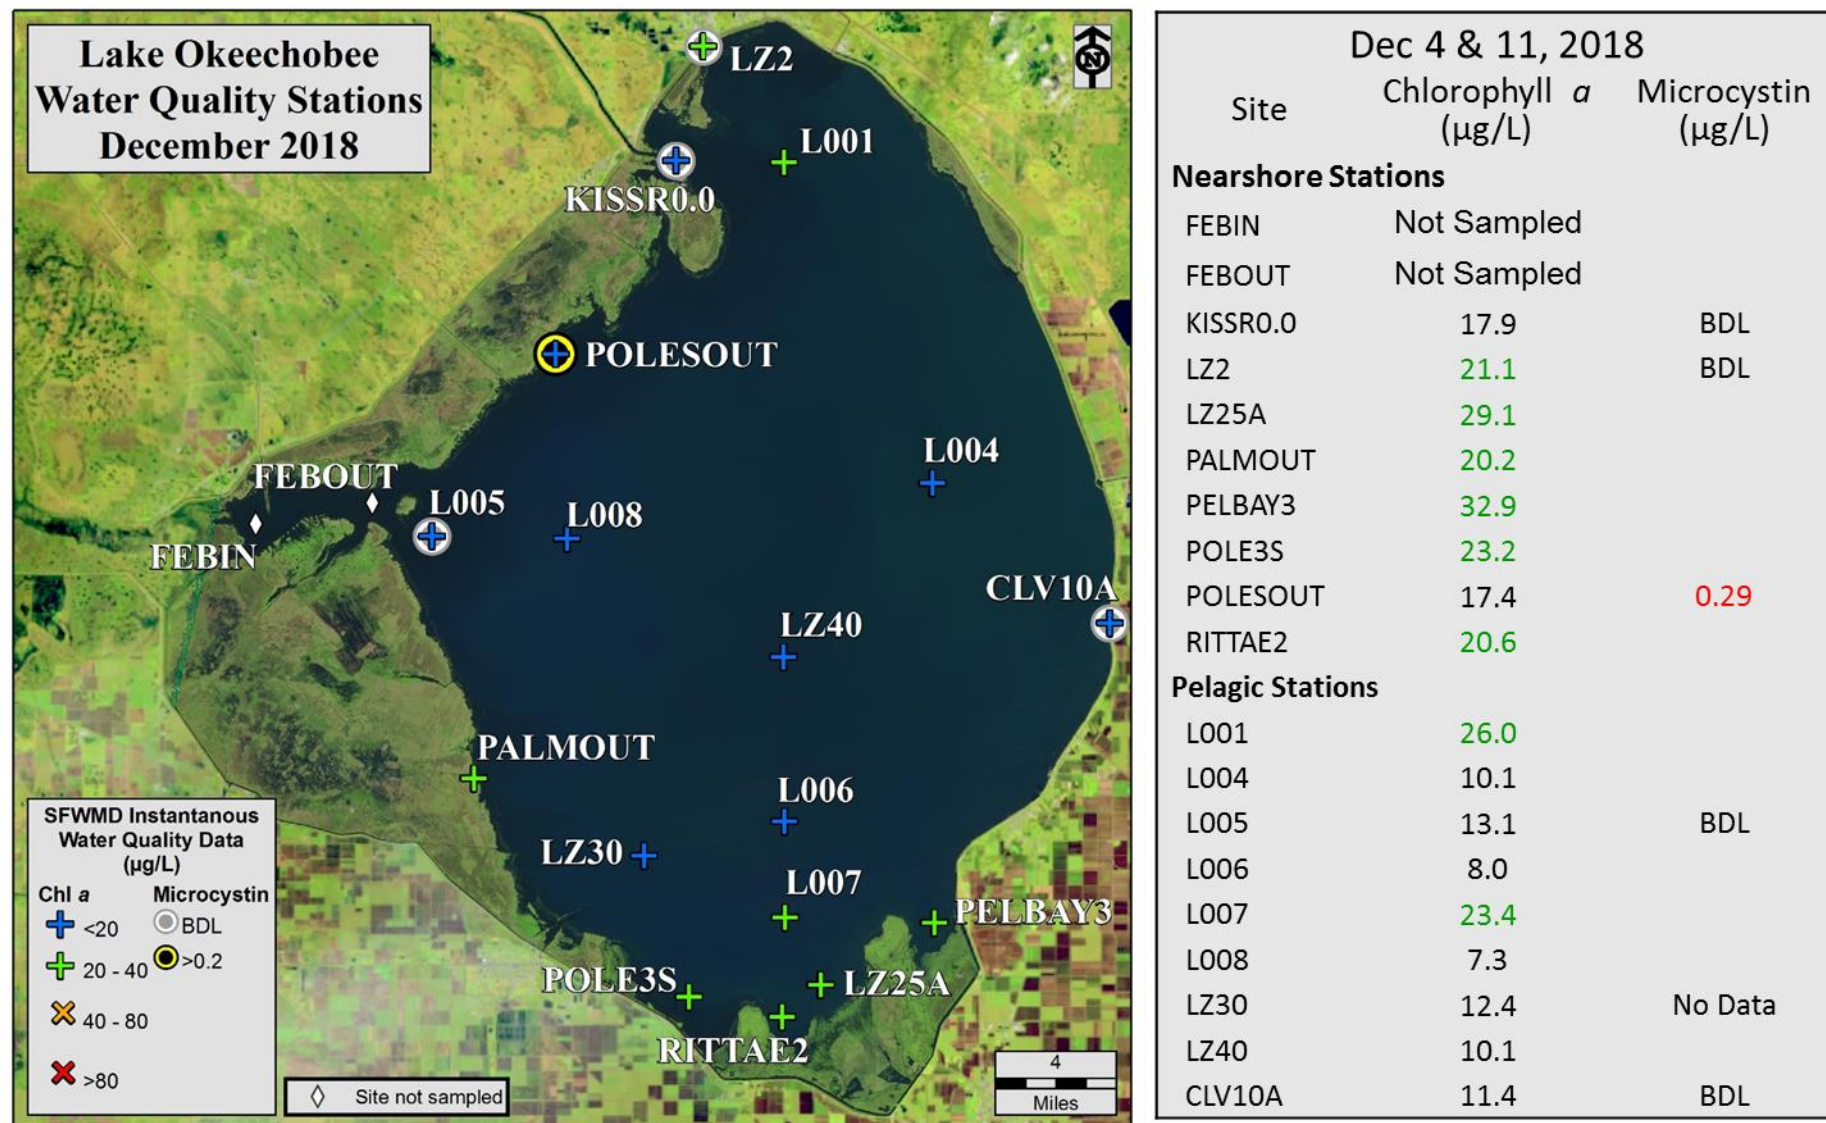 Lake Okeechobee
Water Quality Stations
December 2018
N
LZ2
L001
KISSR0.0
POLESOUT
L004
FEBOUT
L005
L008
FEBIN
CLV10A
LZ40
PALMOUT
L006
LZ30
L007
PELBAY3
POLE3S
LZ25A
RITTAE2
SFWMD Instantanous
Water Quality Data
(µg/L)
Chl a Microcystin
<20 BDL
20 - 40 >0.2
40 - 80
>80
Site not sampled
4
Miles
Dec 4 & 11, 2018
Site Chlorophyll a (µg/L) Microcystin (µg/L)
Nearshore Stations
FEBIN Not Sampled
FEBOUT Not Sampled
KISSR0.0 17.9 BDL
LZ2 21.1 BDL
LZ25A 29.1
PALMOUT 20.2
PELBAY3 32.9
POLE3S 23.2
POLESOUT 17.4 0.29
RITTAE2 20.6
Pelagic Stations
L001 26.0
L004 10.1
L005 13.1 BDL
L006 8.0
L007 23.4
L008 7.3
LZ30 12.4 No Data
LZ40 10.1
CLV10A 11.4 BDL